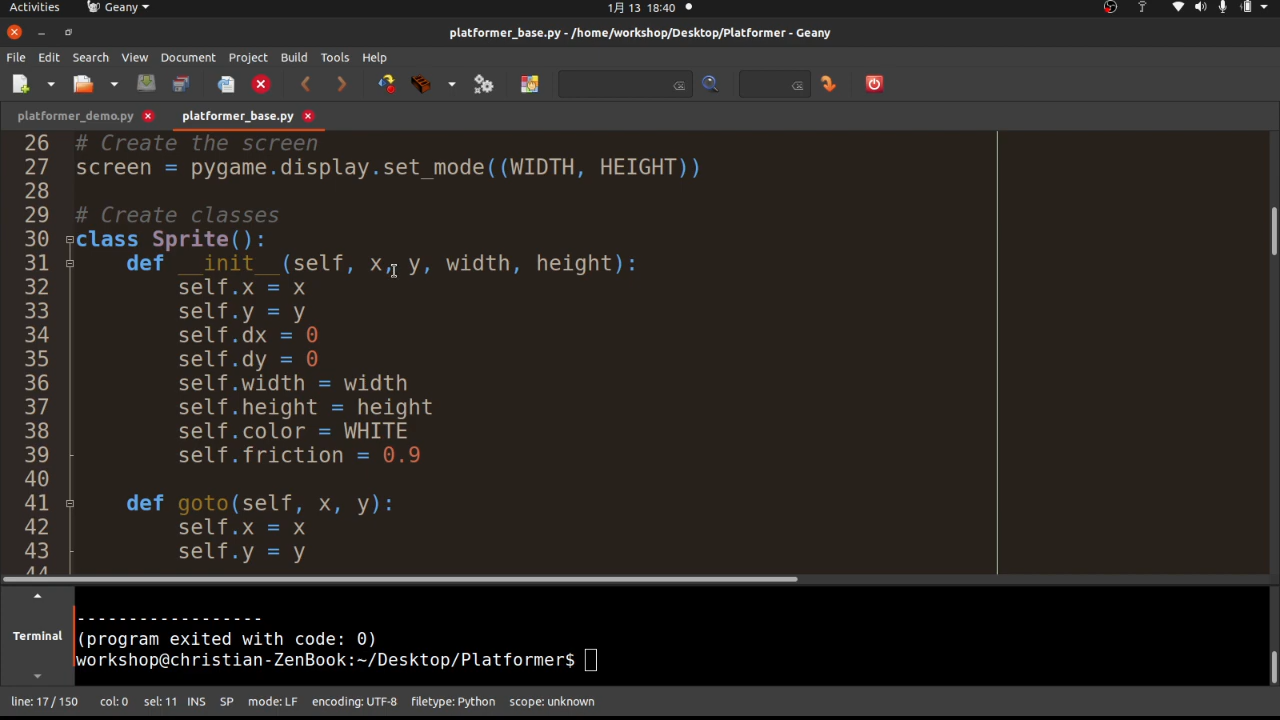 Activities Geany 1月 13 18:40
platformer_base.py - /home/workshop/Desktop/Platformer - Geany
File Edit Search View Document Project Build Tools Help
platformer_demo.py platformer_base.py
26 # Create the screen
27 screen = pygame.display.set_mode((WIDTH, HEIGHT))
28
29 # Create classes
30 class Sprite():
31 def __init__(self, x, y, width, height):
32 self.x = x
33 self.y = y
34 self.dx = 0
35 self.dy = 0
36 self.width = width
37 self.height = height
38 self.color = WHITE
39 self.friction = 0.9
40
41 def goto(self, x, y):
42 self.x = x
43 self.y = y
44
------------------
Terminal
(program exited with code: 0)
workshop@christian-ZenBook:~/Desktop/Platformer$
line: 17 / 150 col: 0 sel: 11 INS SP mode: LF encoding: UTF-8 filetype: Python scope: unknown